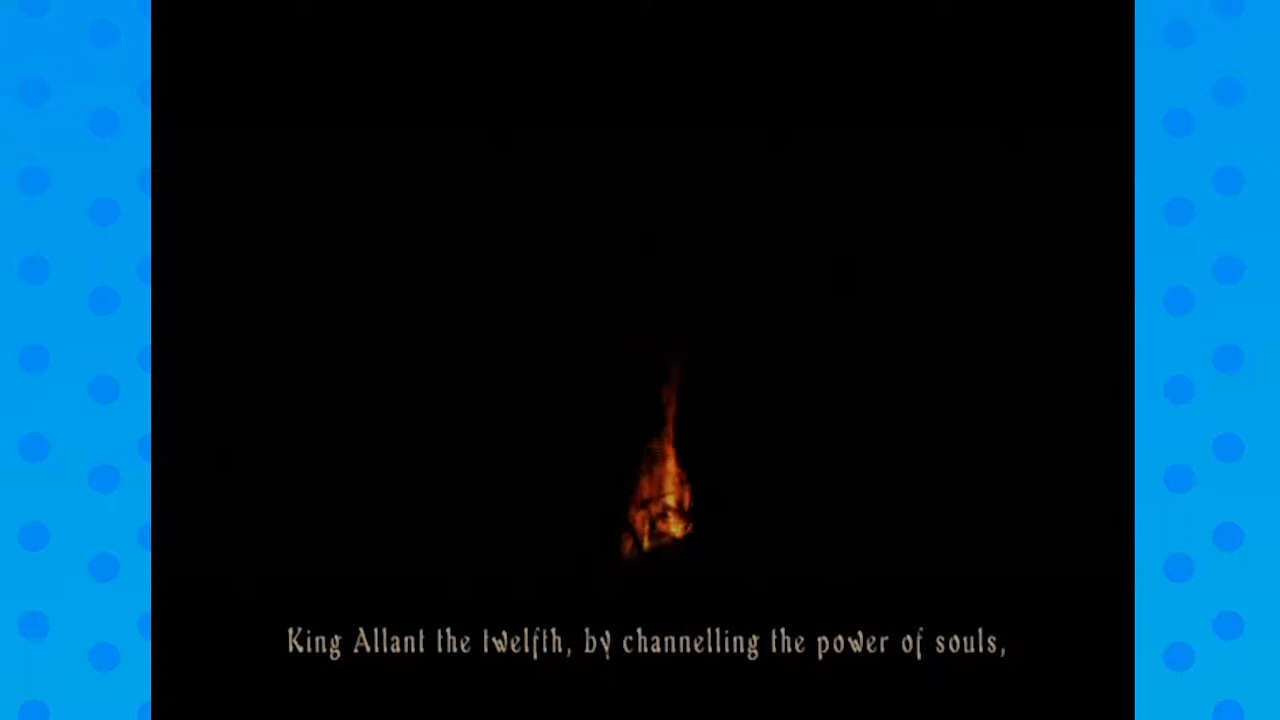 King Allant the twelfth, by channelling the power of souls,